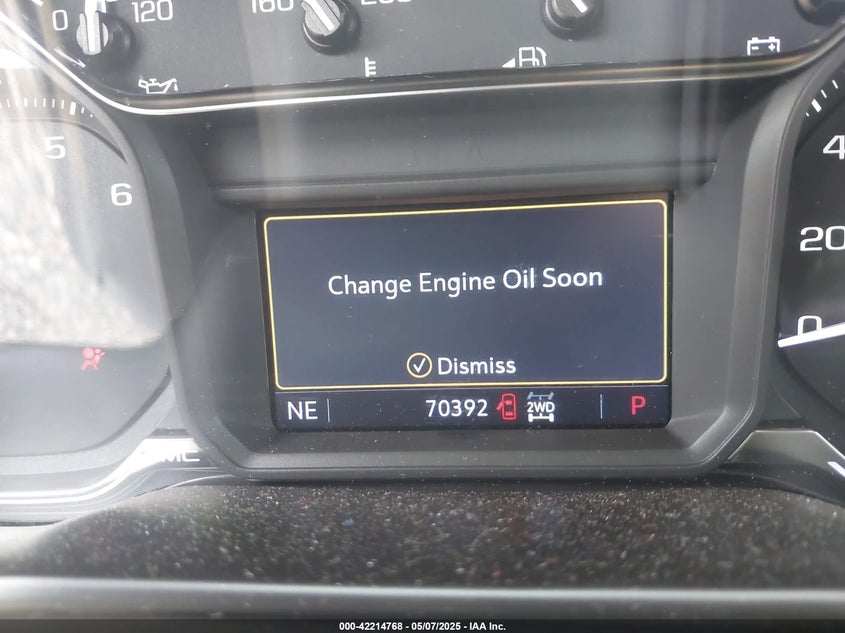 0 120 160
5
6
4
20
0
Change Engine Oil Soon
Dismiss
NE 70392 2WD P
000-42214768 - 05/07/2025 - IAA Inc.